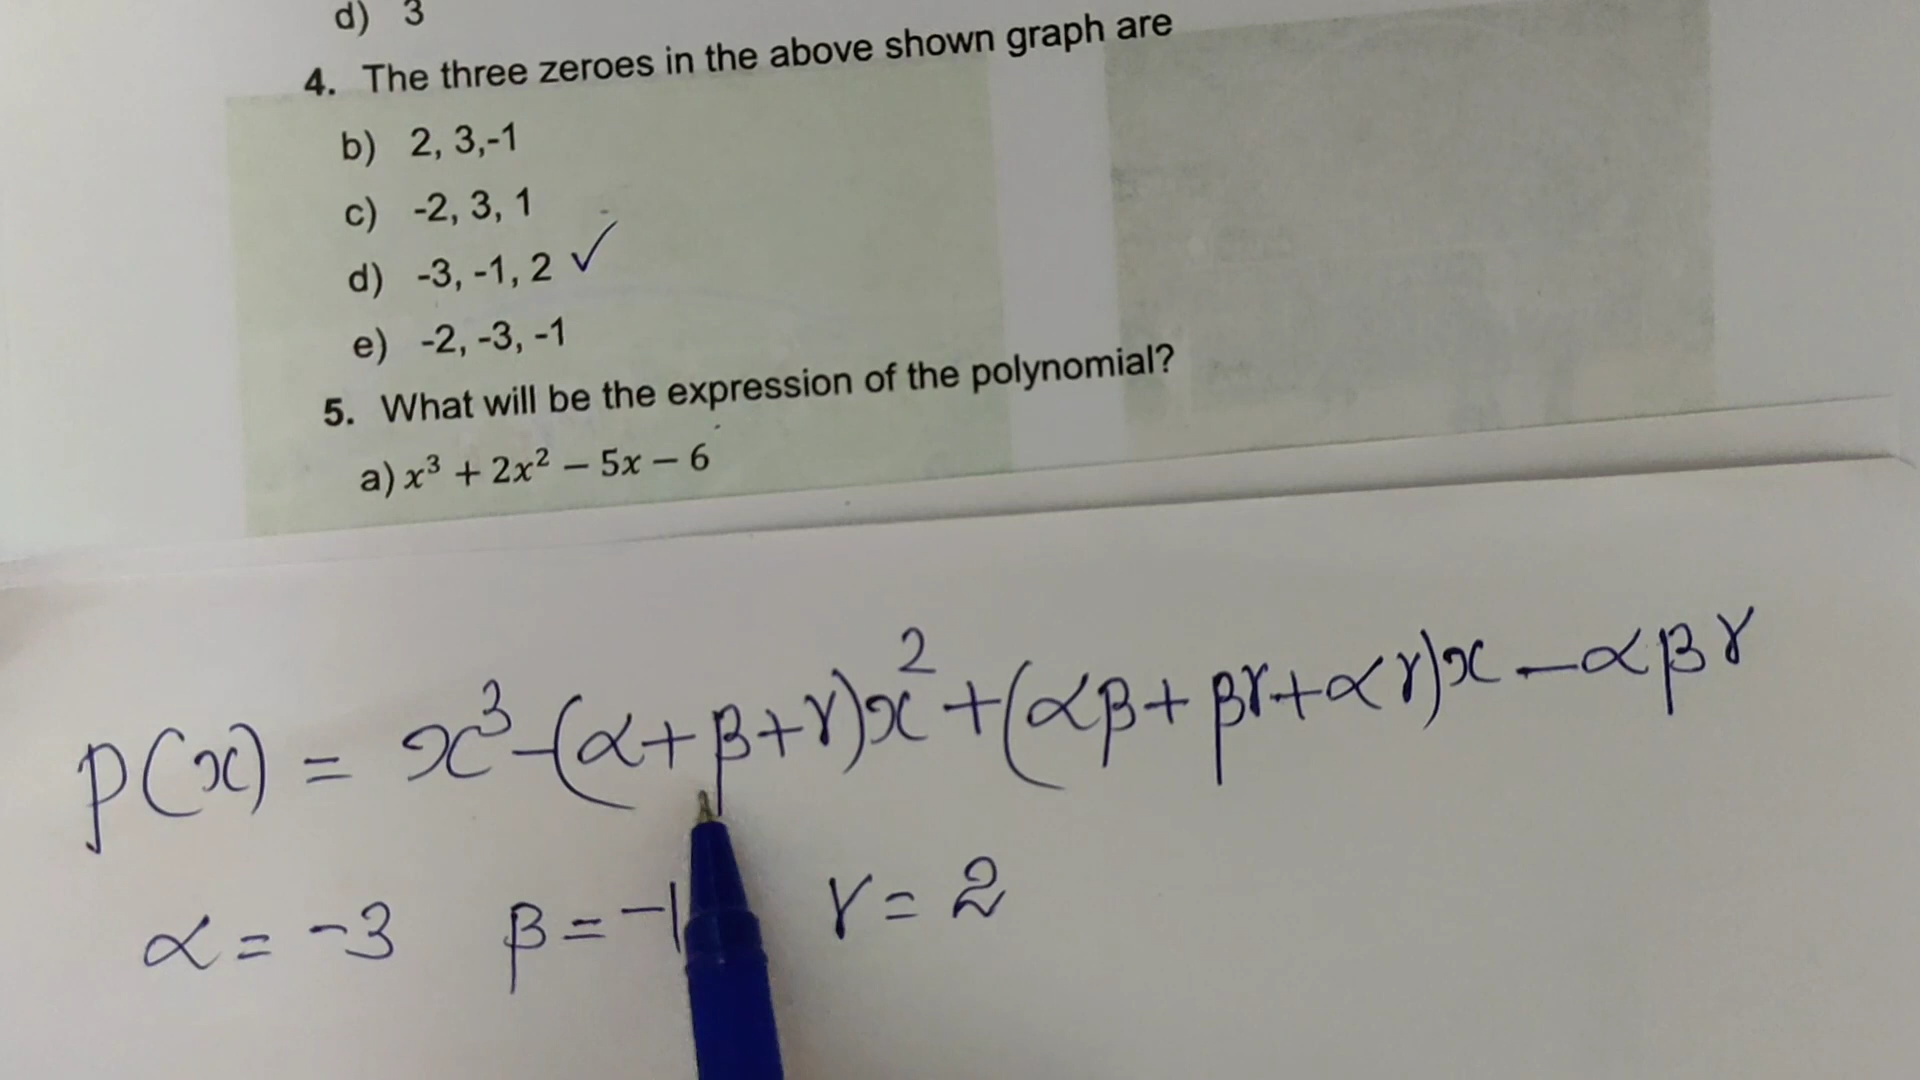 d) 3
4. The three zeroes in the above shown graph are
b) 2, 3,-1
c) -2, 3, 1
d) -3, -1, 2 ✓
e) -2, -3, -1
5. What will be the expression of the polynomial?
a) x³ + 2x² – 5x – 6
p(x) = x³-(α+β+γ)x²+(αβ+βγ+αγ)x-αβγ
α = -3 β = -1 γ = 2